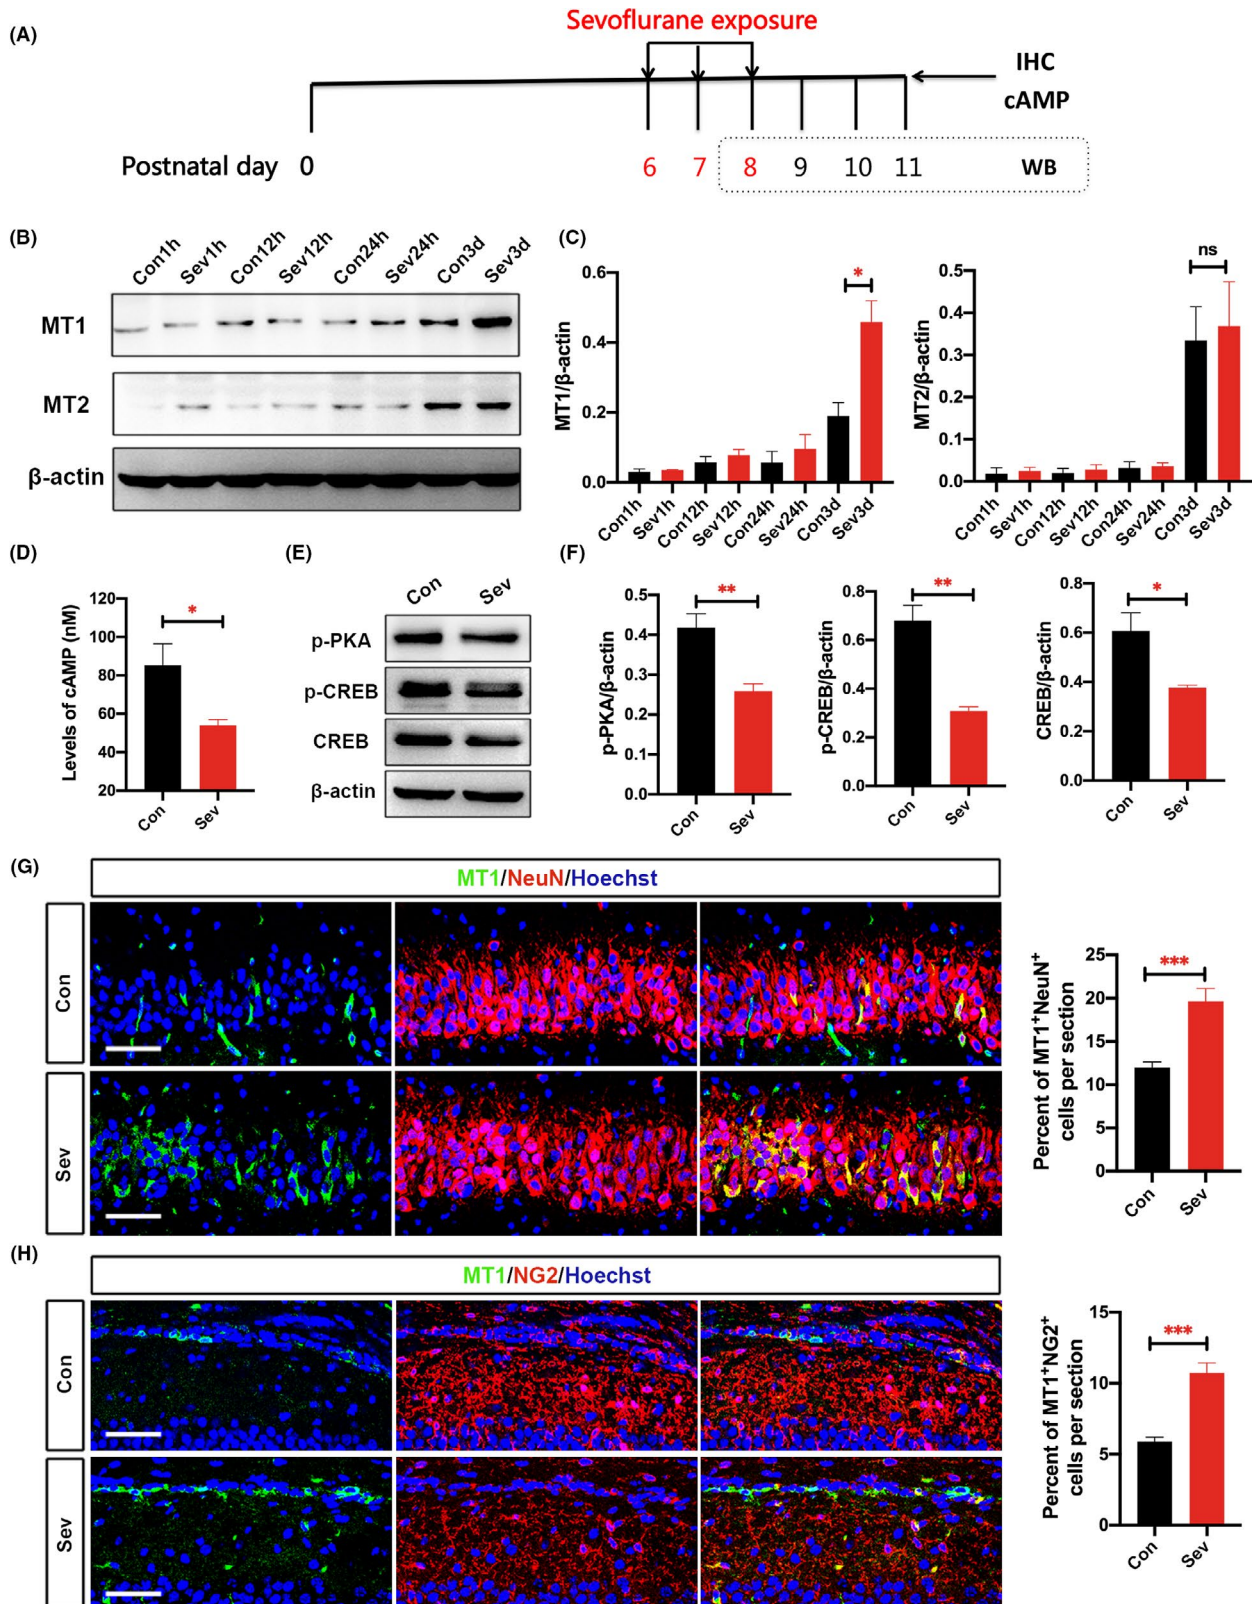 (A)
Sevoflurane exposure
IHC
cAMP
Postnatal day 0 6 7 8 9 10 11 WB
(B)
Con1h Sev1h Con12h Sev12h Con24h Sev24h Con3d Sev3d
MT1
MT2
β-actin
(C)
MT1/β-actin
0.6
0.4
0.2
0.0
*
Con1h Sev1h Con12h Sev12h Con24h Sev24h Con3d Sev3d
MT2/β-actin
0.5
0.4
0.3
0.2
0.1
0.0
ns
Con1h Sev1h Con12h Sev12h Con24h Sev24h Con3d Sev3d
(D)
Levels of cAMP (nM)
120
100
80
60
40
20
*
Con Sev
(E)
Con Sev
p-PKA
p-CREB
CREB
β-actin
(F)
p-PKA/β-actin
0.5
0.4
0.3
0.2
0.1
0.0
**
Con Sev
p-CREB/β-actin
0.8
0.6
0.4
0.2
0.0
**
Con Sev
CREB/β-actin
0.8
0.6
0.4
0.2
0.0
*
Con Sev
(G)
MT1/NeuN/Hoechst
Con
Sev
Percent of MT1+NeuN+
cells per section
25
20
15
10
5
0
***
Con Sev
(H)
MT1/NG2/Hoechst
Con
Sev
Percent of MT1+NG2+
cells per section
15
10
5
0
***
Con Sev